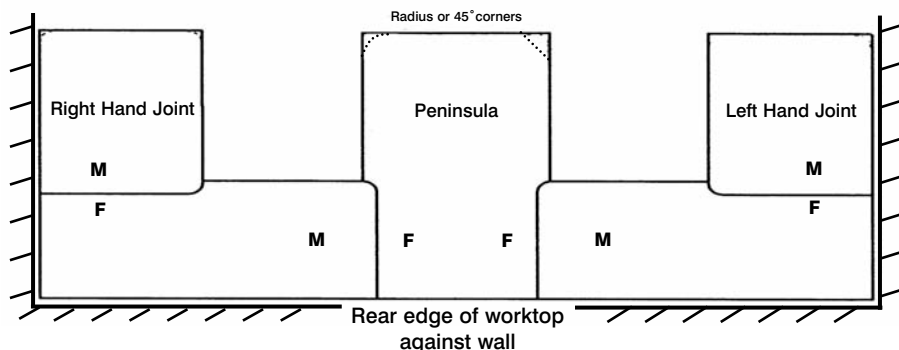 Radius or 45˚corners
Right Hand Joint
Peninsula
Left Hand Joint
M
M
F
F
M
F
F
M
Rear edge of worktop
against wall